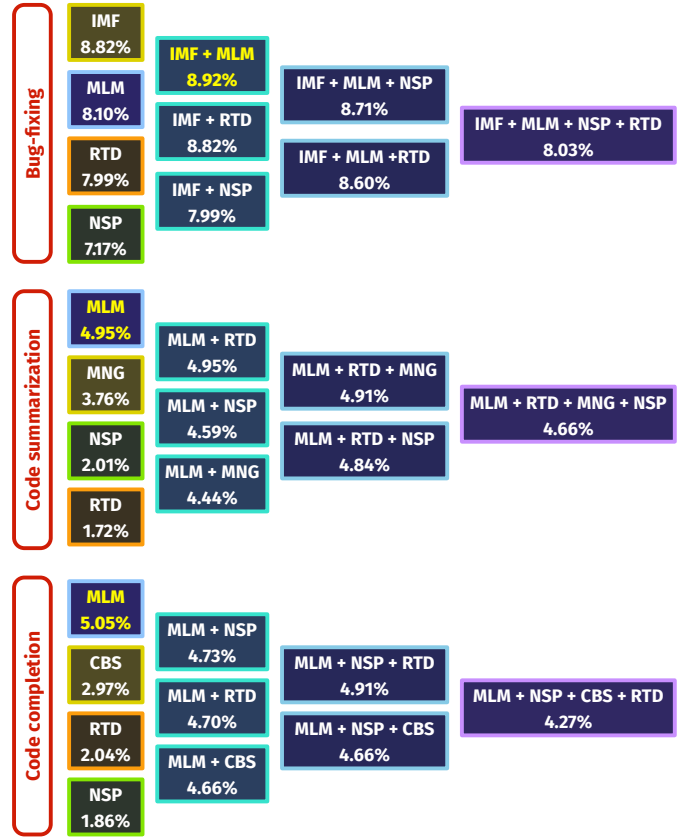 Bug-fixing
IMF
8.82%
MLM
8.10%
RTD
7.99%
NSP
7.17%
IMF + MLM
8.92%
IMF + RTD
8.82%
IMF + NSP
7.99%
IMF + MLM + NSP
8.71%
IMF + MLM +RTD
8.60%
IMF + MLM + NSP + RTD
8.03%
Code summarization
MLM
4.95%
MNG
3.76%
NSP
2.01%
RTD
1.72%
MLM + RTD
4.95%
MLM + NSP
4.59%
MLM + MNG
4.44%
MLM + RTD + MNG
4.91%
MLM + RTD + NSP
4.84%
MLM + RTD + MNG + NSP
4.66%
Code completion
MLM
5.05%
CBS
2.97%
RTD
2.04%
NSP
1.86%
MLM + NSP
4.73%
MLM + RTD
4.70%
MLM + CBS
4.66%
MLM + NSP + RTD
4.91%
MLM + NSP + CBS
4.66%
MLM + NSP + CBS + RTD
4.27%